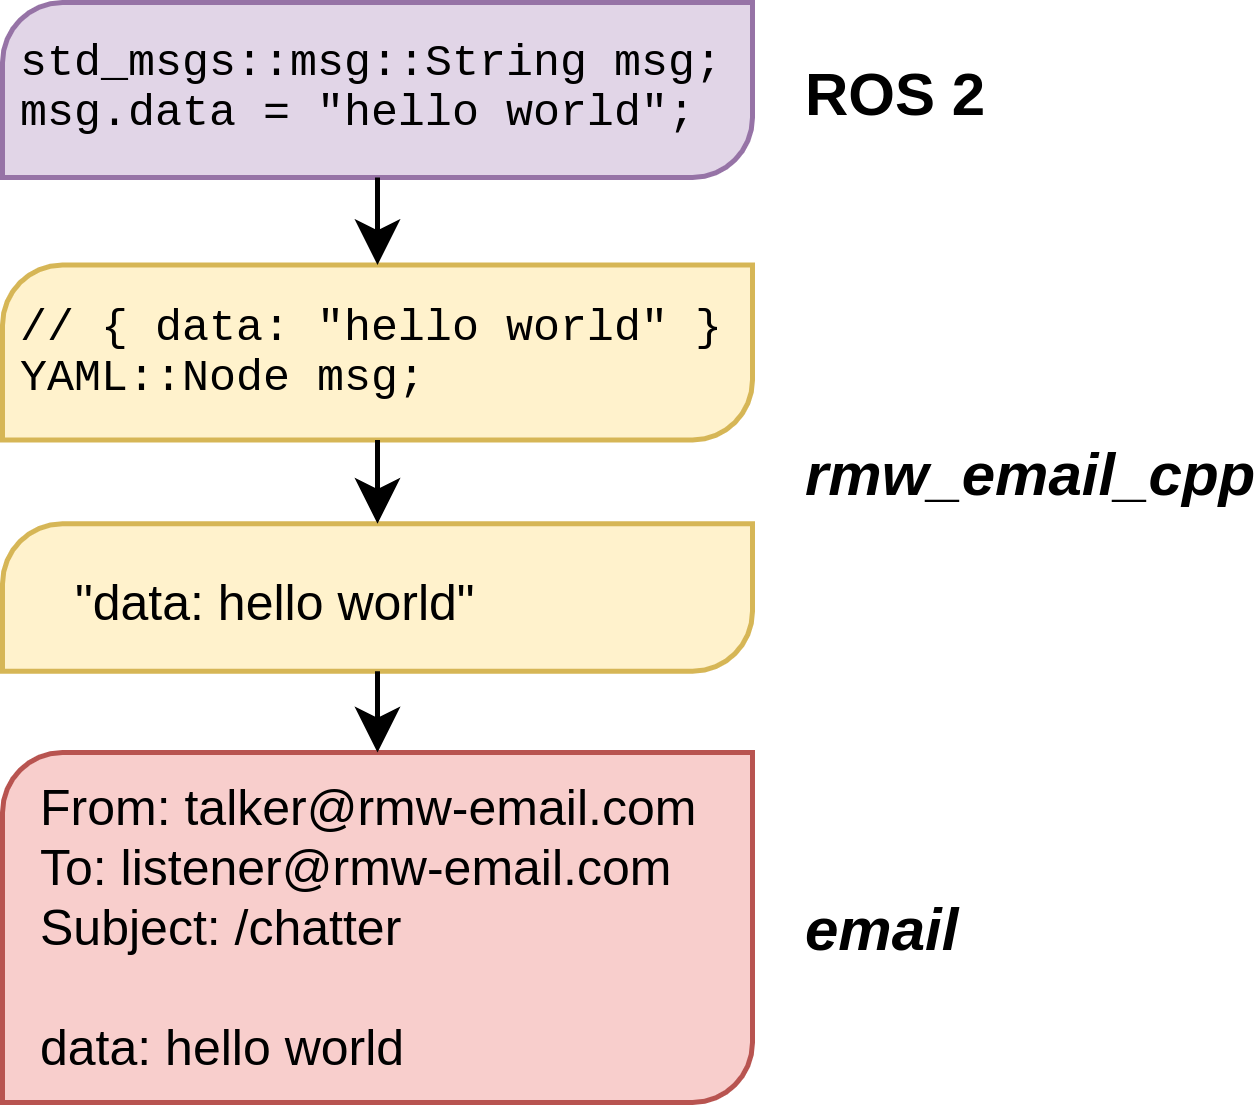 std_msgs::msg::String msg;
msg.data = "hello world";
ROS 2
// { data: "hello world" }
YAML::Node msg;
rmw_email_cpp
"data: hello world"
From: talker@rmw-email.com
To: listener@rmw-email.com
Subject: /chatter
email
data: hello world